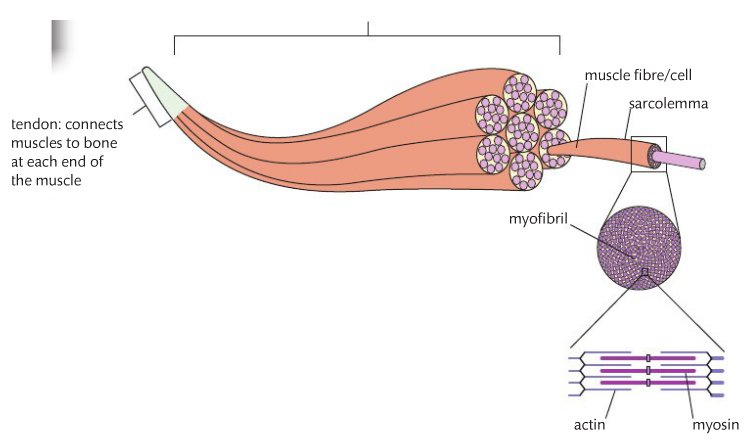 muscle fibre/cell
sarcolemma
tendon: connects
muscles to bone
at each end of
the muscle
myofibril
actin
myosin